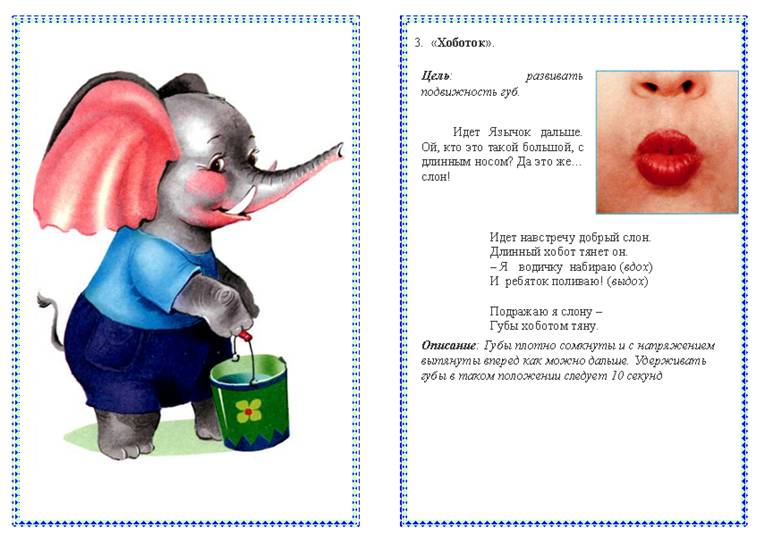 3. «Хоботок».
Цель: развивать
подвижность губ.
Идет Язычок дальше.
Ой, кто это такой большой, с
длинным носом? Да это же…
слон!
Идет навстречу добрый слон.
Длинный хобот тянет он.
– Я водичку набираю (вдох)
И ребяток поливаю! (выдох)
Подражаю я слону –
Губы хоботом тяну.
Описание: Губы плотно сомкнуты и с напряжением
вытянуты вперед как можно дальше. Удерживать
губы в таком положении следует 10 секунд